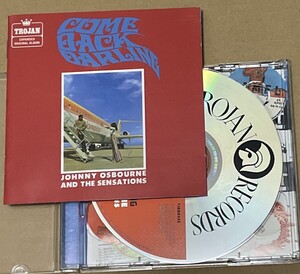 TROJAN
EXPANDED
ORIGINAL ALBUM
COME
BACK
DARLING
JOHNNY OSBOURNE
AND THE SENSATIONS
TROJAN
RECORDS